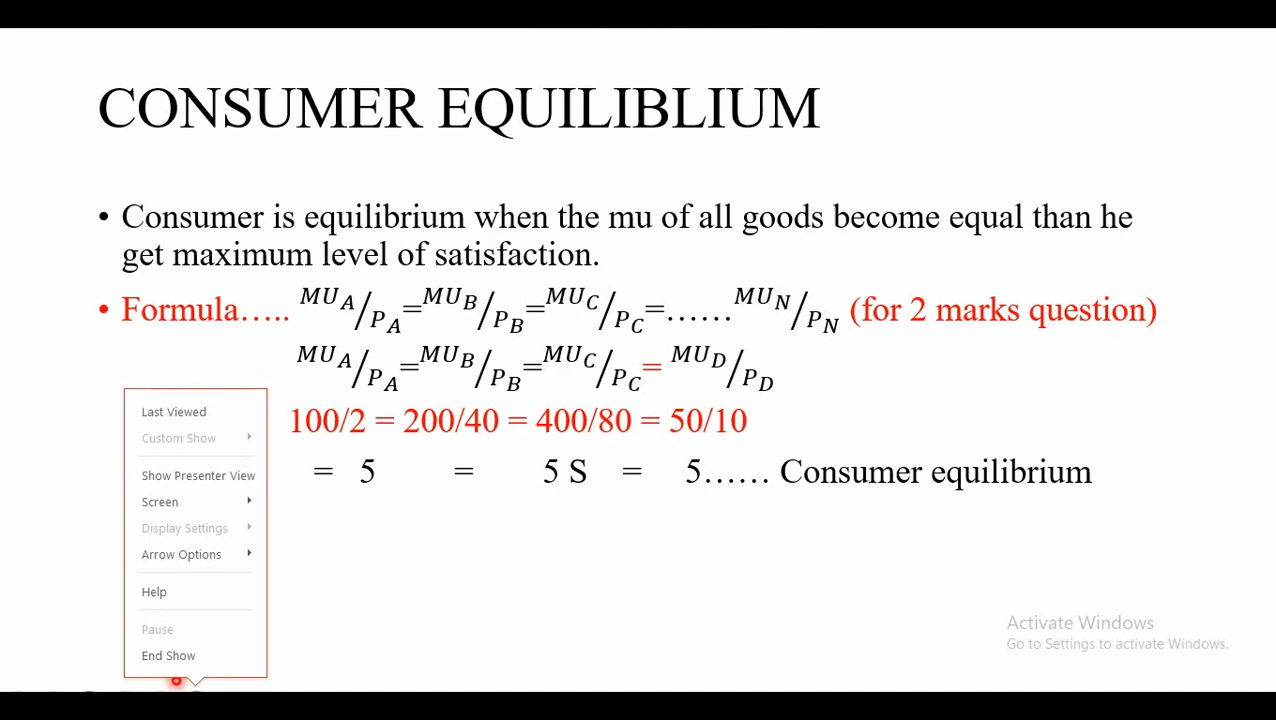 CONSUMER EQUILIBLIUM
• Consumer is equilibrium when the mu of all goods become equal than he
get maximum level of satisfaction.
• Formula….. MU_A/P_A=MU_B/P_B=MU_C/P_C=……MU_N/P_N (for 2 marks question)
MU_A/P_A=MU_B/P_B=MU_C/P_C= MU_D/P_D
100/2 = 200/40 = 400/80 = 50/10
= 5 = 5 S = 5…… Consumer equilibrium
Last Viewed
Custom Show
Show Presenter View
Screen
Display Settings
Arrow Options
Help
Pause
End Show
Activate Windows
Go to Settings to activate Windows.